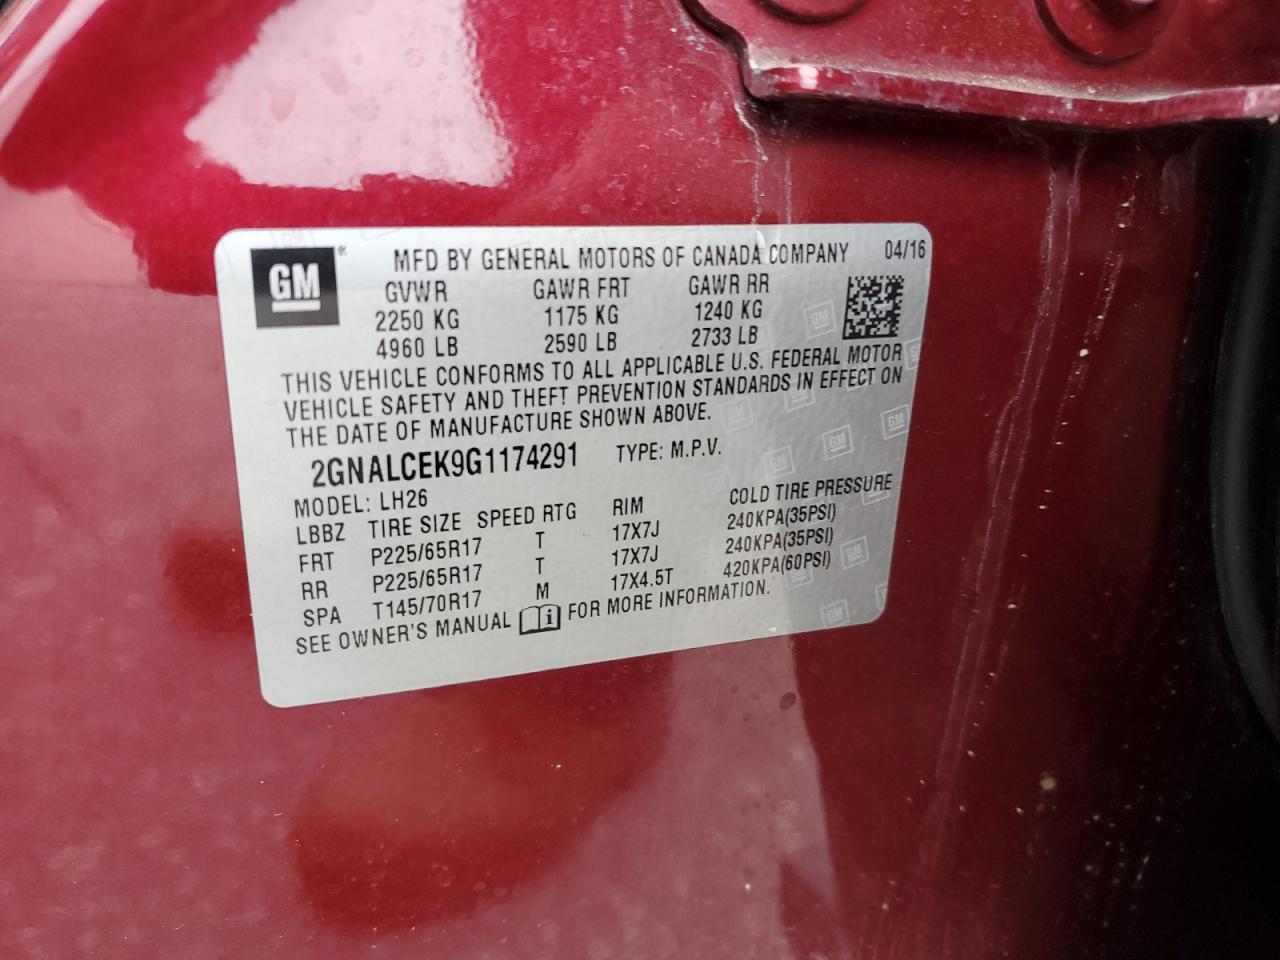 GM ® MFD BY GENERAL MOTORS OF CANADA COMPANY 04/16
GVWR GAWR FRT GAWR RR
2250 KG 1175 KG 1240 KG
4960 LB 2590 LB 2733 LB
THIS VEHICLE CONFORMS TO ALL APPLICABLE U.S. FEDERAL MOTOR
VEHICLE SAFETY AND THEFT PREVENTION STANDARDS IN EFFECT ON
THE DATE OF MANUFACTURE SHOWN ABOVE.
2GNALCEK9G1174291 TYPE: M.P.V.
MODEL: LH26
LBBZ TIRE SIZE SPEED RTG RIM COLD TIRE PRESSURE
FRT P225/65R17 T 17X7J 240KPA(35PSI)
RR P225/65R17 T 17X7J 240KPA(35PSI)
SPA T145/70R17 M 17X4.5T 420KPA(60PSI)
SEE OWNER'S MANUAL i FOR MORE INFORMATION.